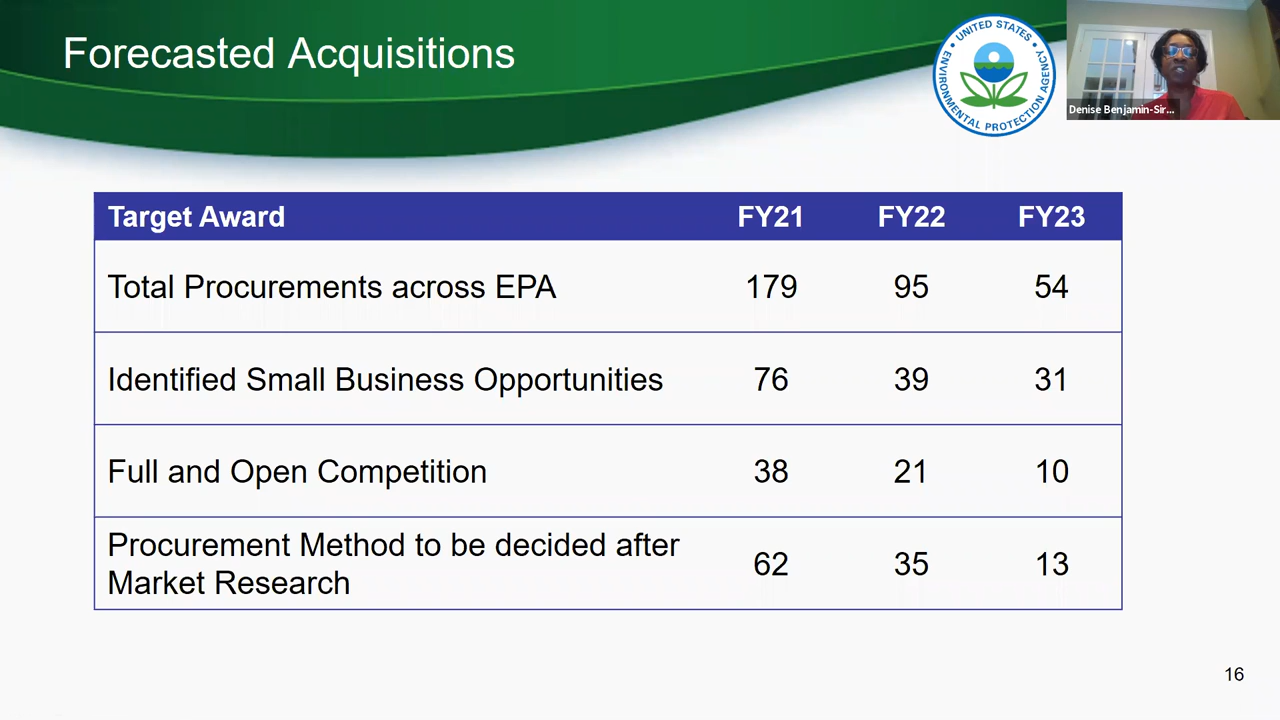 Forecasted Acquisitions
UNITED STATES
ENVIRONMENTAL PROTECTION AGENCY
Denise Benjamin-Sir...
Target Award FY21 FY22 FY23
Total Procurements across EPA 179 95 54
Identified Small Business Opportunities 76 39 31
Full and Open Competition 38 21 10
Procurement Method to be decided after
Market Research 62 35 13
16